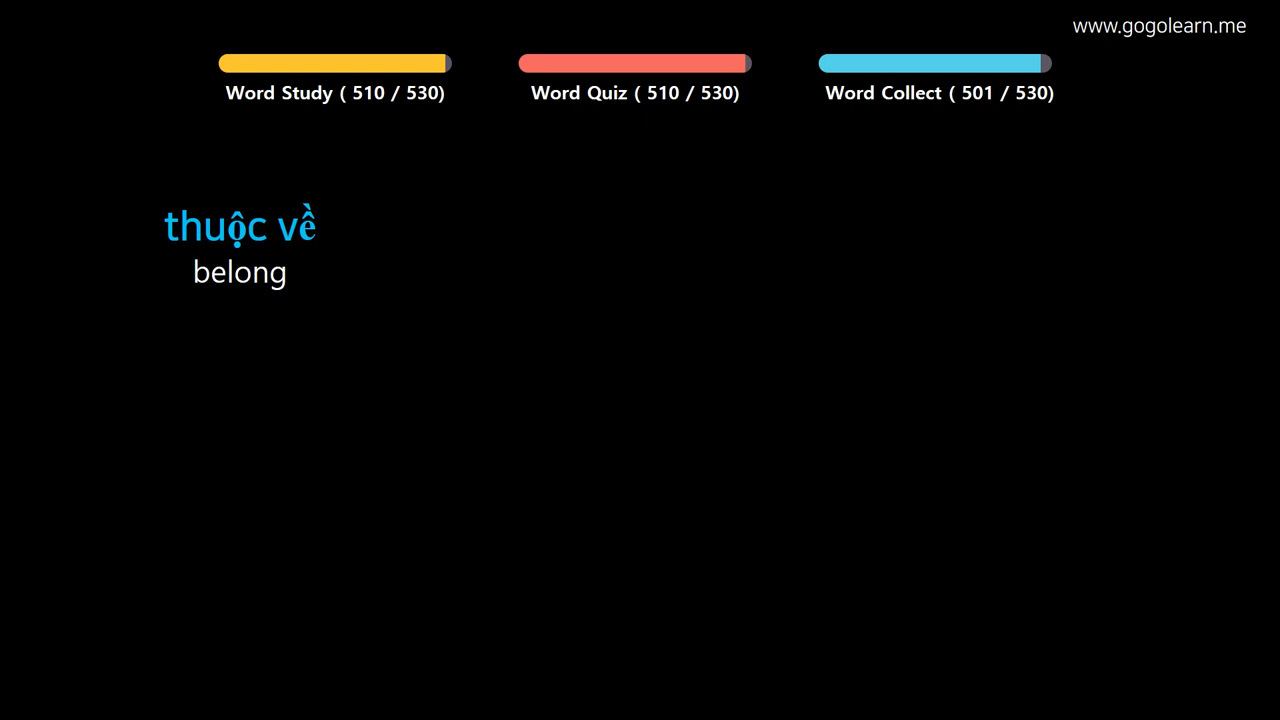 www.gogolearn.me
Word Study ( 510 / 530)
Word Quiz ( 510 / 530)
Word Collect ( 501 / 530)
thuộc về
belong